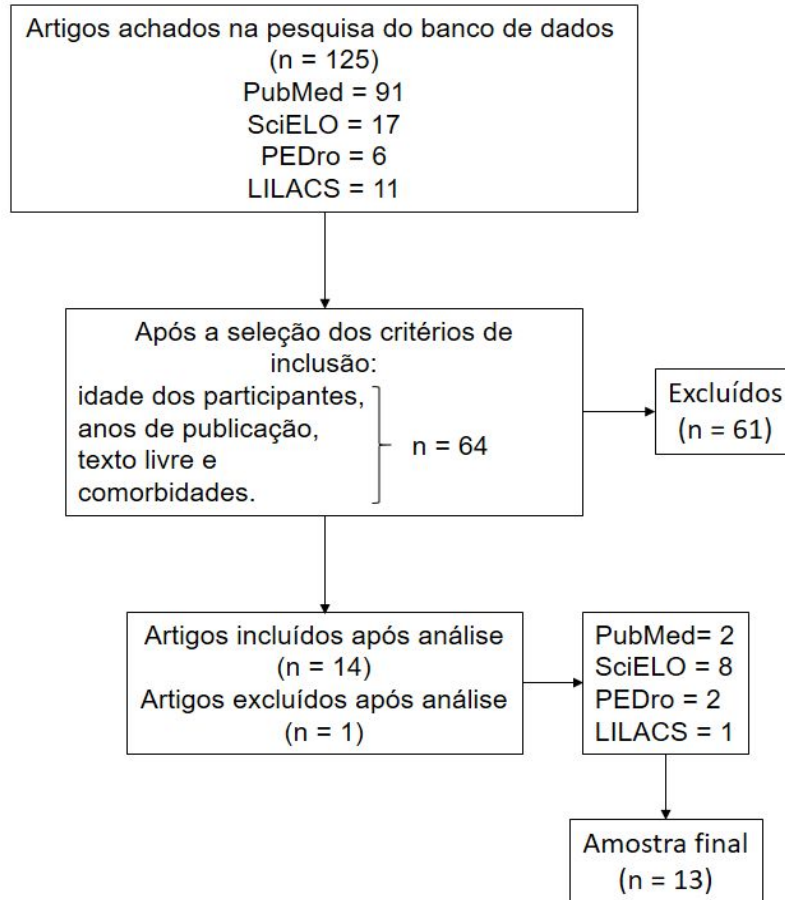 Artigos achados na pesquisa do banco de dados
(n = 125)
PubMed = 91
SciELO = 17
PEDro = 6
LILACS = 11
Após a seleção dos critérios de
inclusão:
idade dos participantes,
anos de publicação,
texto livre e
comorbidades.
n = 64
Excluídos
(n = 61)
Artigos incluídos após análise
(n = 14)
Artigos excluídos após análise
(n = 1)
PubMed= 2
SciELO = 8
PEDro = 2
LILACS = 1
Amostra final
(n = 13)